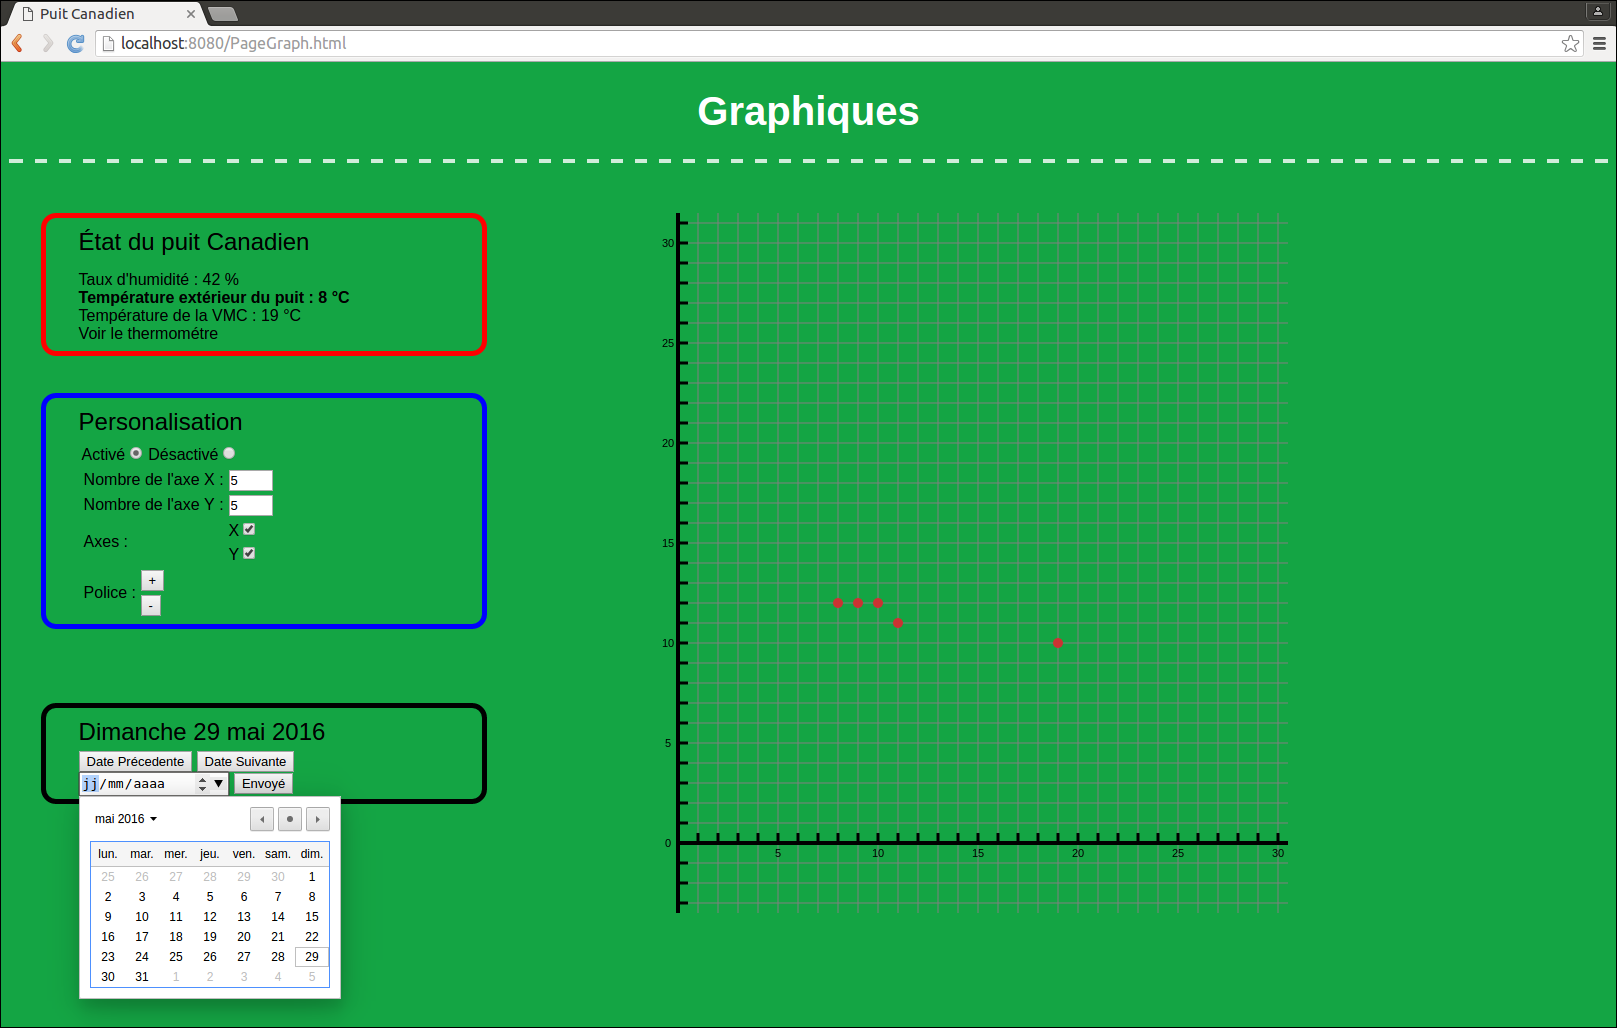 Puit Canadien
localhost:8080/PageGraph.html
Graphiques
État du puit Canadien
Taux d'humidité : 42 %
Température extérieur du puit : 8 °C
Température de la VMC : 19 °C
Voir le thermométre
Personalisation
Activé Désactivé
Nombre de l'axe X : 5
Nombre de l'axe Y : 5
Axes :
X
Y
Police :
+
-
Dimanche 29 mai 2016
Date Précedente Date Suivante
jj/mm/aaaa Envoyé
mai 2016
lun. mar. mer. jeu. ven. sam. dim.
25 26 27 28 29 30 1
2 3 4 5 6 7 8
9 10 11 12 13 14 15
16 17 18 19 20 21 22
23 24 25 26 27 28 29
30 31 1 2 3 4 5
30
25
20
15
10
5
0
5 10 15 20 25 30